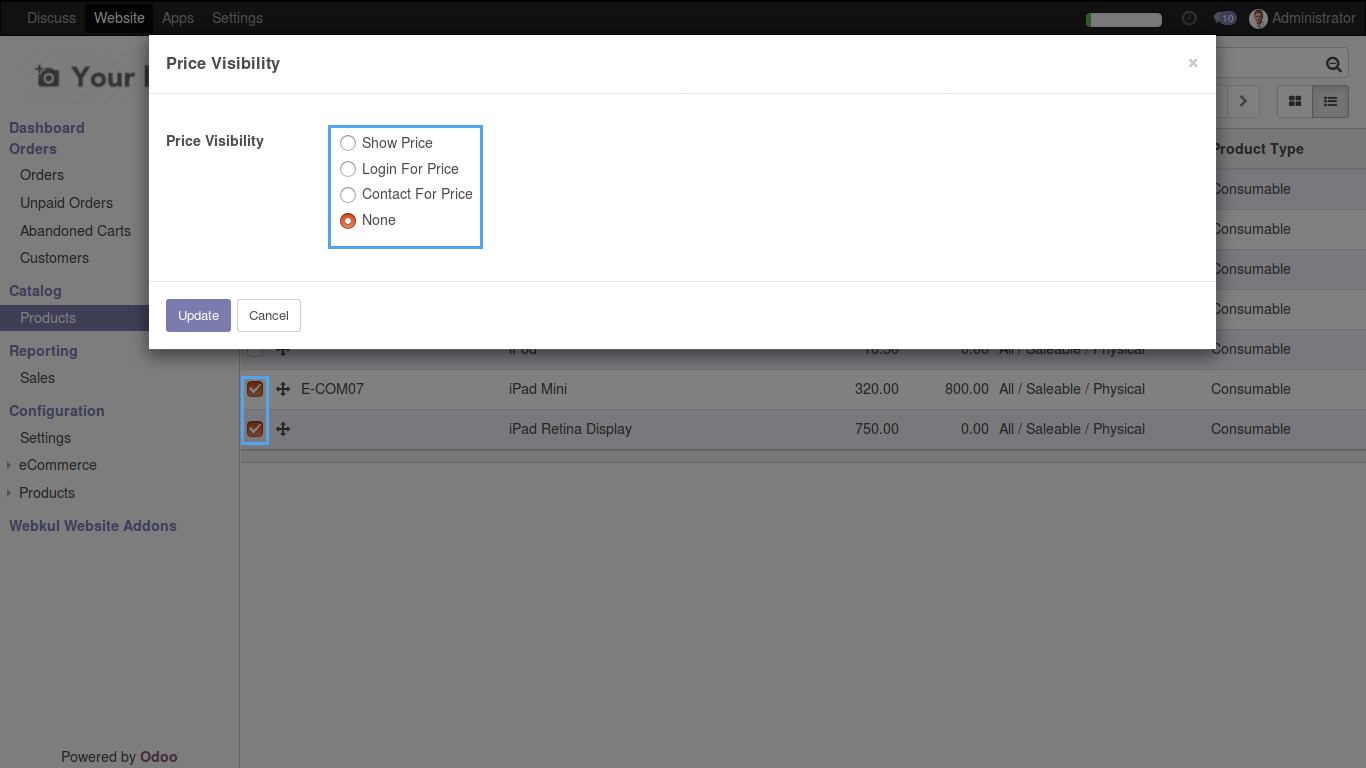 Discuss Website Apps Settings 10 Administrator
Price Visibility ×
Your
Price Visibility
Show Price
Login For Price
Contact For Price
None
Update Cancel
Dashboard
Orders
Orders
Unpaid Orders
Abandoned Carts
Customers
Catalog
Products
Reporting
Sales
Configuration
Settings
eCommerce
Products
Webkul Website Addons
Powered by Odoo
Product Type
Consumable
Consumable
Consumable
Consumable
iPod 16.50 0.00 All / Saleable / Physical Consumable
E-COM07 iPad Mini 320.00 800.00 All / Saleable / Physical Consumable
iPad Retina Display 750.00 0.00 All / Saleable / Physical Consumable